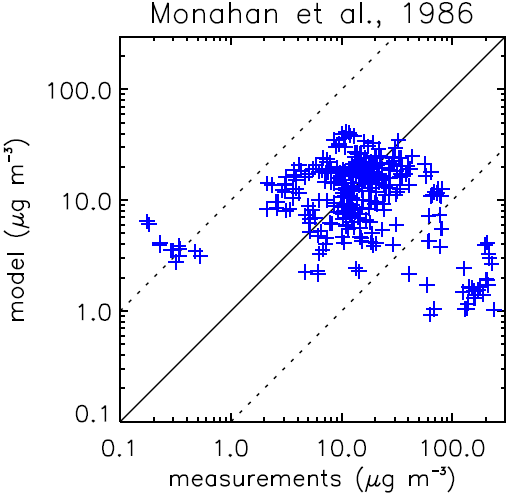 Monahan et al., 1986
100.0
10.0
1.0
0.1
model (μg m⁻³)
0.1 1.0 10.0 100.0
measurements (μg m⁻³)